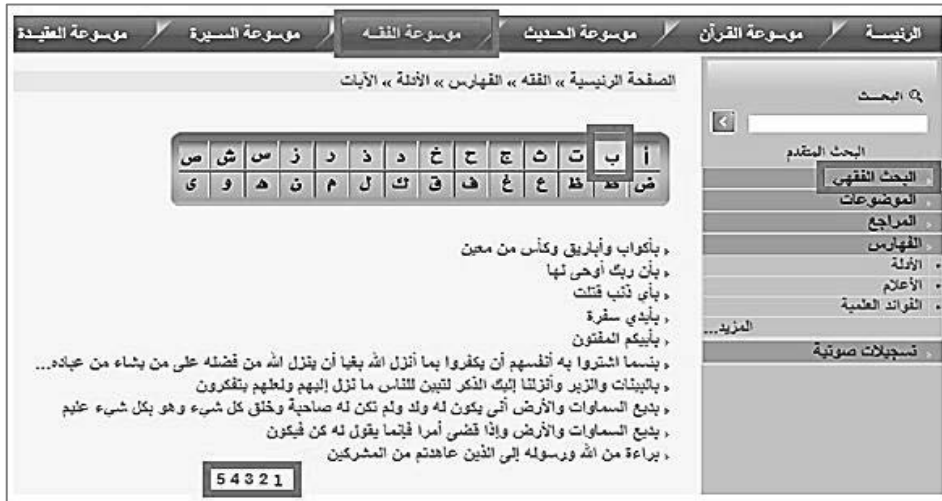 الرئيسية
موسوعة القرآن
موسوعة الحديث
موسوعة الفقه
موسوعة السيرة
موسوعة العقيدة
البحث
البحث المتقدم
البحث الفقهي
الموضوعات
المراجع
الفهارس
الأدلة
الأعلام
الفوائد العلمية
المزيد...
تسجيلات صوتية
الصفحة الرئيسية » الفقه » الفهارس » الأدلة » الآيات
أ ب ت ث ج ح خ د ذ ر ز س ش ص
ض ط ظ ع غ ف ق ك ل م ن ه و ى
بأكواب وأباريق وكأس من معين
بأن ربك أوحى لها
بأي ذنب قتلت
بأيدي سفرة
بأييكم المفتون
بئسما اشتروا به أنفسهم أن يكفروا بما أنزل الله بغيا أن ينزل الله من فضله على من يشاء من عباده...
بالبينات والزبر وأنزلنا إليك الذكر لتبين للناس ما نزل إليهم ولعلهم يتفكرون
بديع السماوات والأرض أنى يكون له ولد ولم تكن له صاحبة وخلق كل شيء وهو بكل شيء عليم
بديع السماوات والأرض وإذا قضى أمرا فإنما يقول له كن فيكون
براءة من الله ورسوله إلى الذين عاهدتم من المشركين
5 4 3 2 1